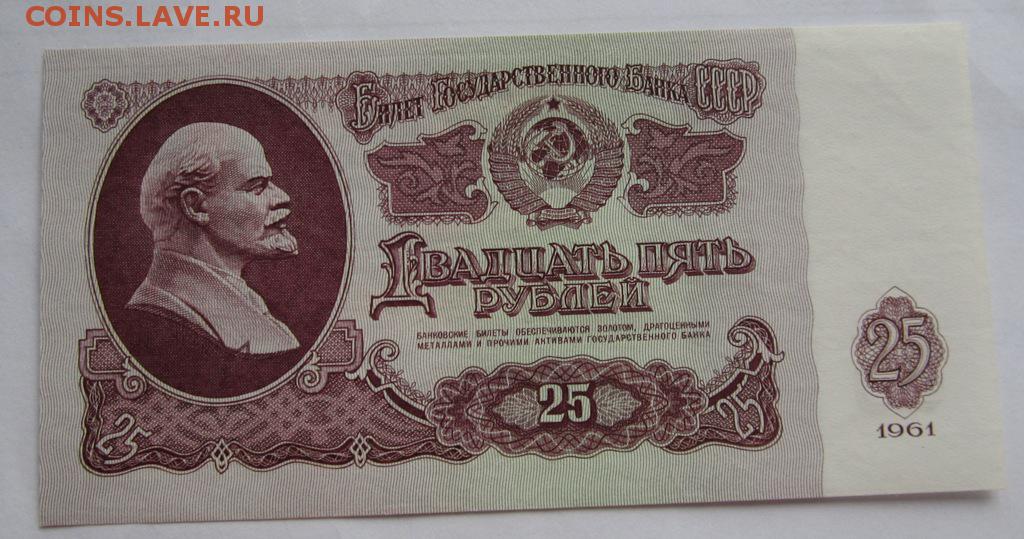 COINS.LAVE.RU
Билет Государственного Банка СССР
Двадцать пять
рублей
БАНКОВСКИЕ БИЛЕТЫ ОБЕСПЕЧИВАЮТСЯ ЗОЛОТОМ, ДРАГОЦЕННЫМИ
МЕТАЛЛАМИ И ПРОЧИМИ АКТИВАМИ ГОСУДАРСТВЕННОГО БАНКА
25
25
25
25
1961